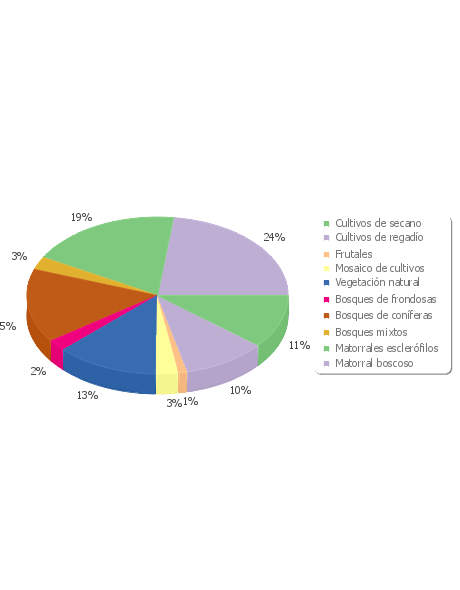 19%
24%
3%
5%
2%
13%
3%
1%
10%
11%
Cultivos de secano
Cultivos de regadío
Frutales
Mosaico de cultivos
Vegetación natural
Bosques de frondosas
Bosques de coníferas
Bosques mixtos
Matorrales esclerófilos
Matorral boscoso